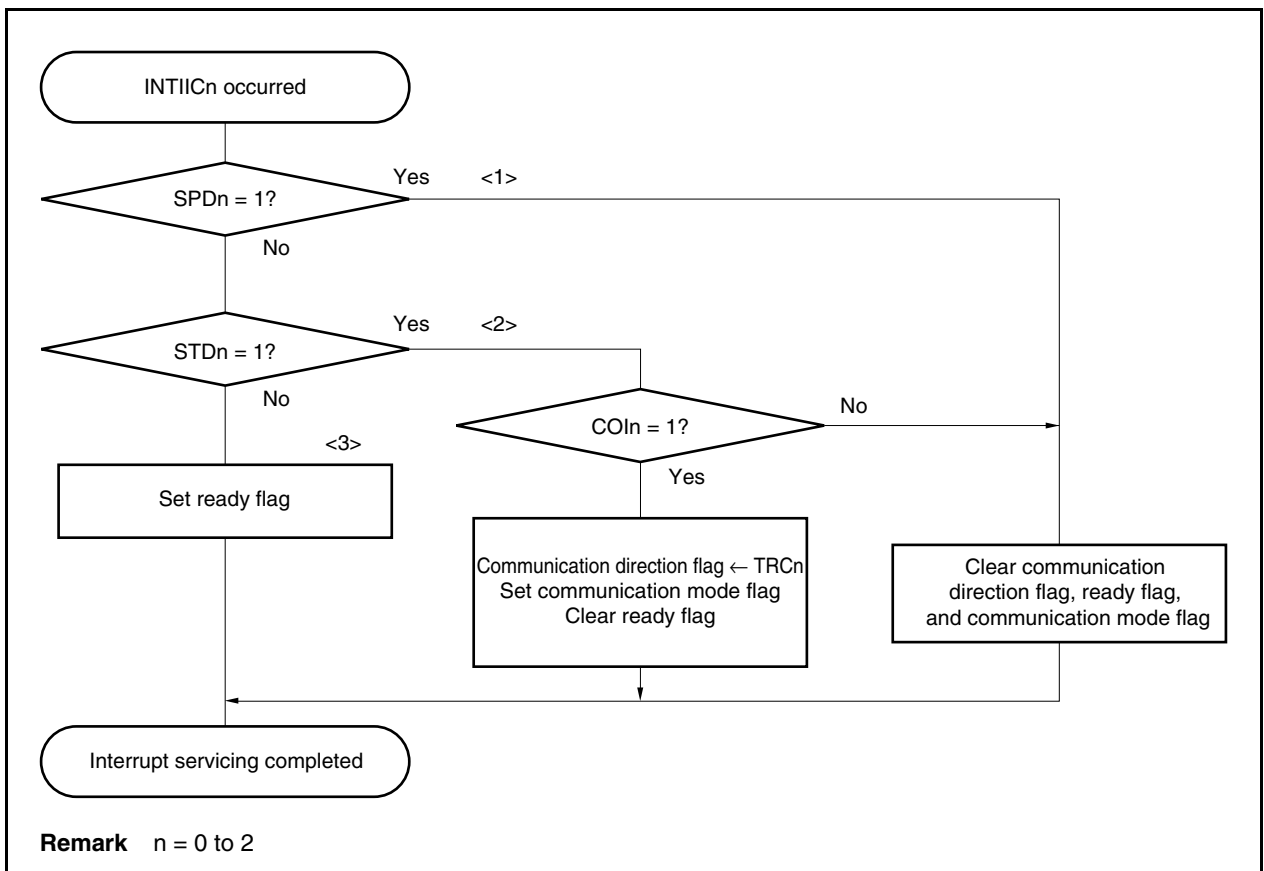 INTIICn occurred
Yes <1>
SPDn = 1?
No
Yes <2>
STDn = 1?
No
No
COIn = 1?
Yes
<3>
Set ready flag
Communication direction flag ← TRCn
Set communication mode flag
Clear ready flag
Clear communication
direction flag, ready flag,
and communication mode flag
Interrupt servicing completed
Remark n = 0 to 2